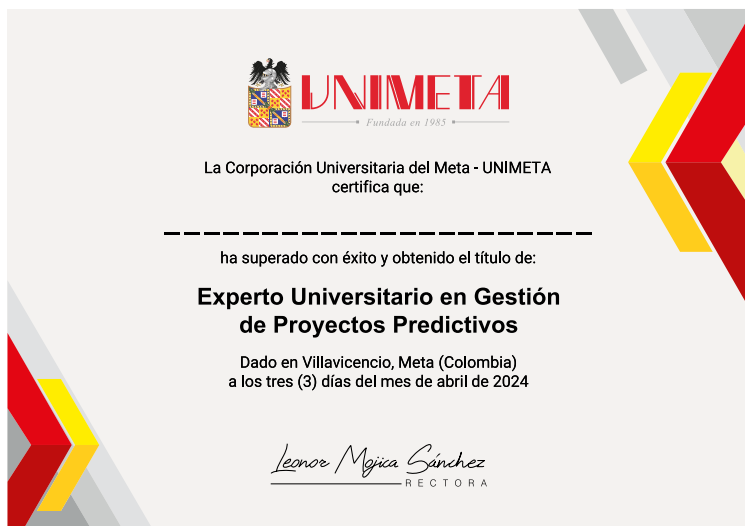 UNIMETA
Fundada en 1985
La Corporación Universitaria del Meta - UNIMETA
certifica que:
ha superado con éxito y obtenido el título de:
Experto Universitario en Gestión
de Proyectos Predictivos
Dado en Villavicencio, Meta (Colombia)
a los tres (3) días del mes de abril de 2024
Leonor Mojica Sánchez
RECTORA